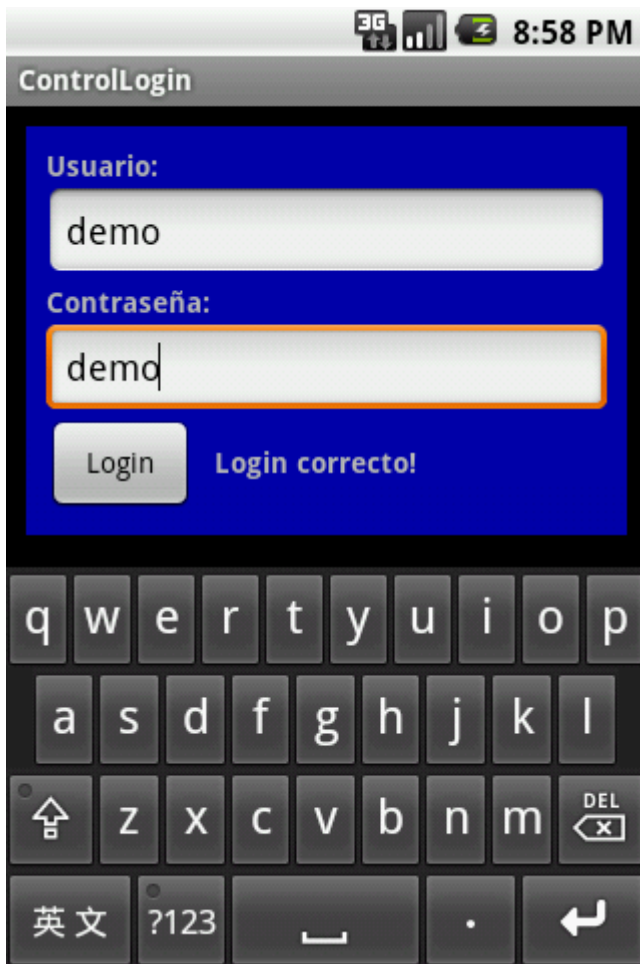 3G 8:58 PM
ControlLogin
Usuario:
demo
Contraseña:
demo
Login Login correcto!
q w e r t y u i o p
a s d f g h j k l
z x c v b n m DEL
英文 ?123 .